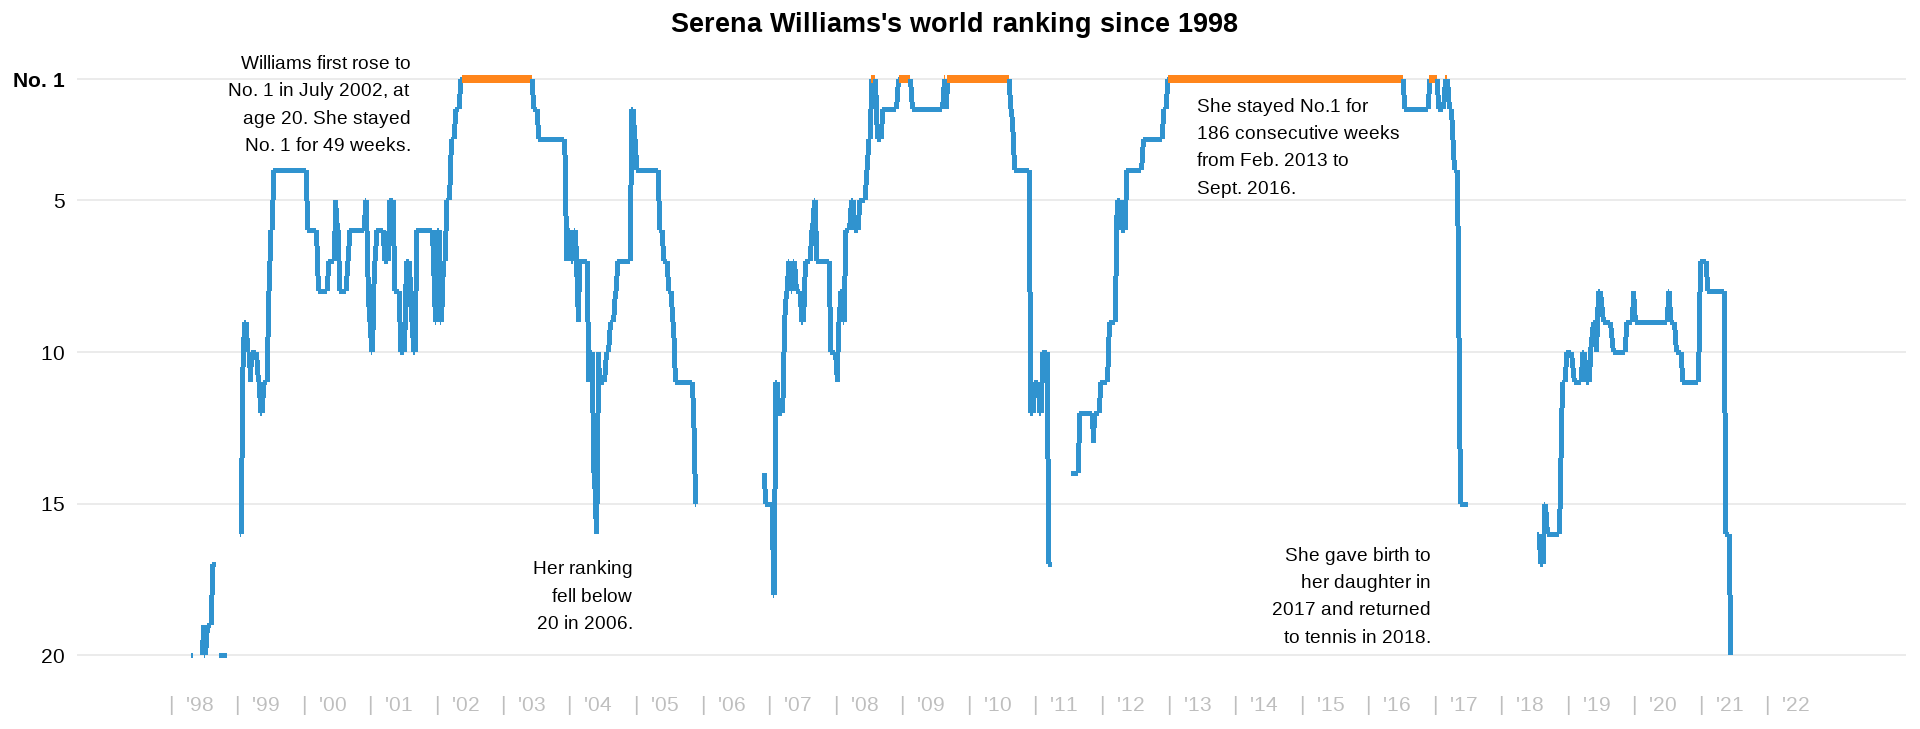 Serena Williams's world ranking since 1998
Williams first rose to
No. 1 in July 2002, at
age 20. She stayed
No. 1 for 49 weeks.
She stayed No.1 for
186 consecutive weeks
from Feb. 2013 to
Sept. 2016.
Her ranking
fell below
20 in 2006.
She gave birth to
her daughter in
2017 and returned
to tennis in 2018.
No. 1
5
10
15
20
| '98 | '99 | '00 | '01 | '02 | '03 | '04 | '05 | '06 | '07 | '08 | '09 | '10 | '11 | '12 | '13 | '14 | '15 | '16 | '17 | '18 | '19 | '20 | '21 | '22